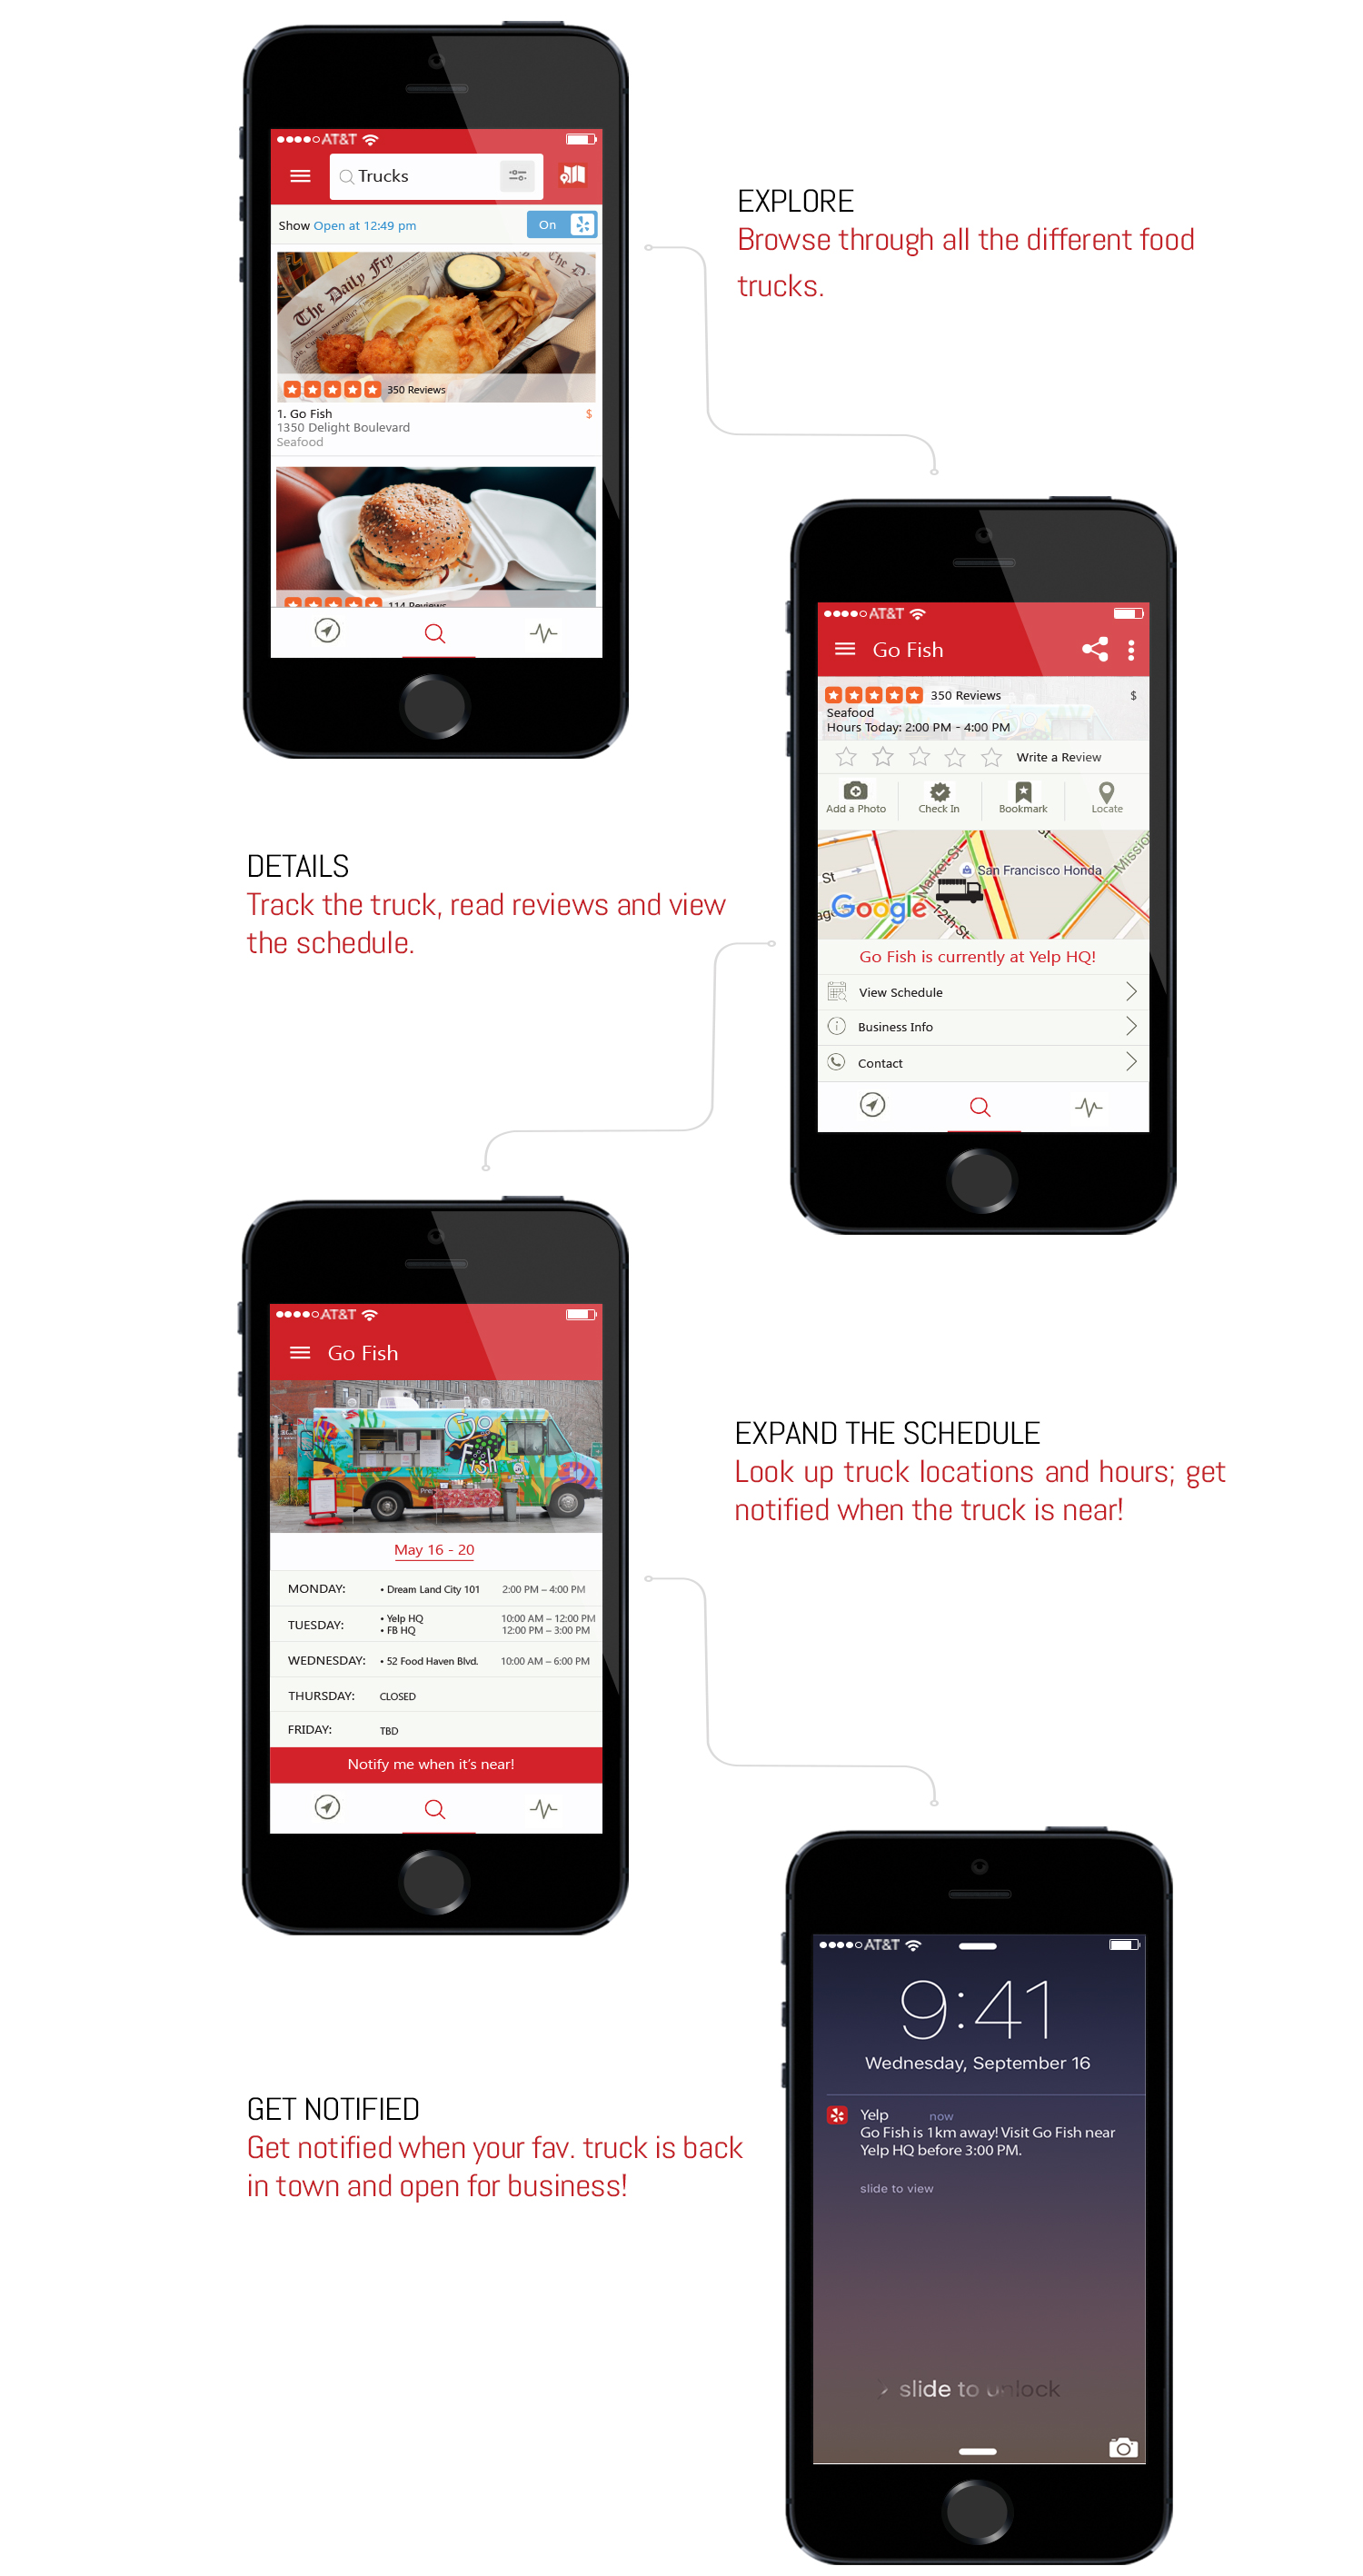 AT&T
Trucks
Show Open at 12:49 pm
On
The Daily Fry
The D
350 Reviews
1. Go Fish
$
1350 Delight Boulevard
Seafood
114 Reviews
EXPLORE
Browse through all the different food
trucks.
AT&T
Go Fish
350 Reviews
$
Seafood
Hours Today: 2:00 PM - 4:00 PM
Write a Review
Add a Photo
Check In
Bookmark
Locate
St
Market St
San Francisco Honda
Mission
St
Google
12th St
Go Fish is currently at Yelp HQ!
View Schedule
Business Info
Contact
DETAILS
Track the truck, read reviews and view
the schedule.
AT&T
Go Fish
Go
Fish
May 16 - 20
MONDAY:
• Dream Land City 101
2:00 PM – 4:00 PM
TUESDAY:
• Yelp HQ
10:00 AM – 12:00 PM
• FB HQ
12:00 PM – 3:00 PM
WEDNESDAY:
• 52 Food Haven Blvd.
10:00 AM – 6:00 PM
THURSDAY:
CLOSED
FRIDAY:
TBD
Notify me when it's near!
EXPAND THE SCHEDULE
Look up truck locations and hours; get
notified when the truck is near!
AT&T
9:41
Wednesday, September 16
Yelp
now
Go Fish is 1km away! Visit Go Fish near
Yelp HQ before 3:00 PM.
slide to view
slide to unlock
GET NOTIFIED
Get notified when your fav. truck is back
in town and open for business!